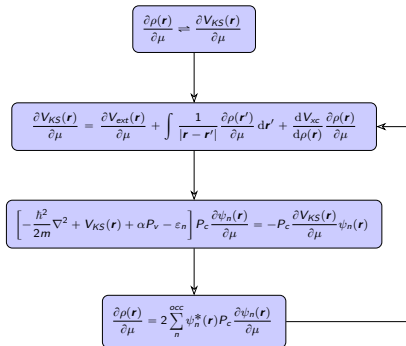 ∂ρ(r)/∂μ ⇌ ∂V_KS(r)/∂μ
∂V_KS(r)/∂μ = ∂V_ext(r)/∂μ + ∫ 1/|r − r′| ∂ρ(r′)/∂μ dr′ + dV_xc/dρ(r) ∂ρ(r)/∂μ
[−ħ²/2m ∇² + V_KS(r) + αP_v − ε_n] P_c ∂ψ_n(r)/∂μ = −P_c ∂V_KS(r)/∂μ ψ_n(r)
∂ρ(r)/∂μ = 2 ∑_n^occ ψ_n*(r) P_c ∂ψ_n(r)/∂μ